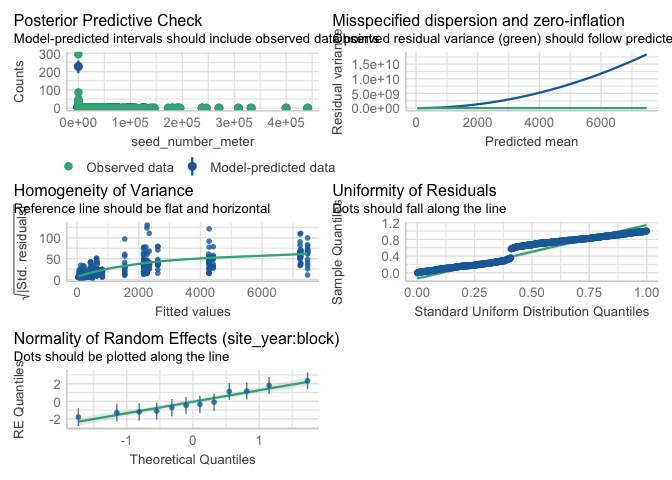 Posterior Predictive Check
Model-predicted intervals should include observed data points
Counts
300
200
100
0
0e+00 1e+05 2e+05 3e+05 4e+05
seed_number_meter
Observed data
Model-predicted data
Misspecified dispersion and zero-inflation
Observed residual variance (green) should follow predicte
Residual variance
1.5e+10
1.0e+10
5.0e+09
0.0e+00
0 2000 4000 6000
Predicted mean
Homogeneity of Variance
Reference line should be flat and horizontal
√|Std. residuals|
100
50
0
0 2000 4000 6000
Fitted values
Uniformity of Residuals
Dots should fall along the line
Sample Quantiles
1.2
0.8
0.4
0.0
0.00 0.25 0.50 0.75 1.00
Standard Uniform Distribution Quantiles
Normality of Random Effects (site_year:block)
Dots should be plotted along the line
RE Quantiles
2
0
-2
-1 0 1
Theoretical Quantiles